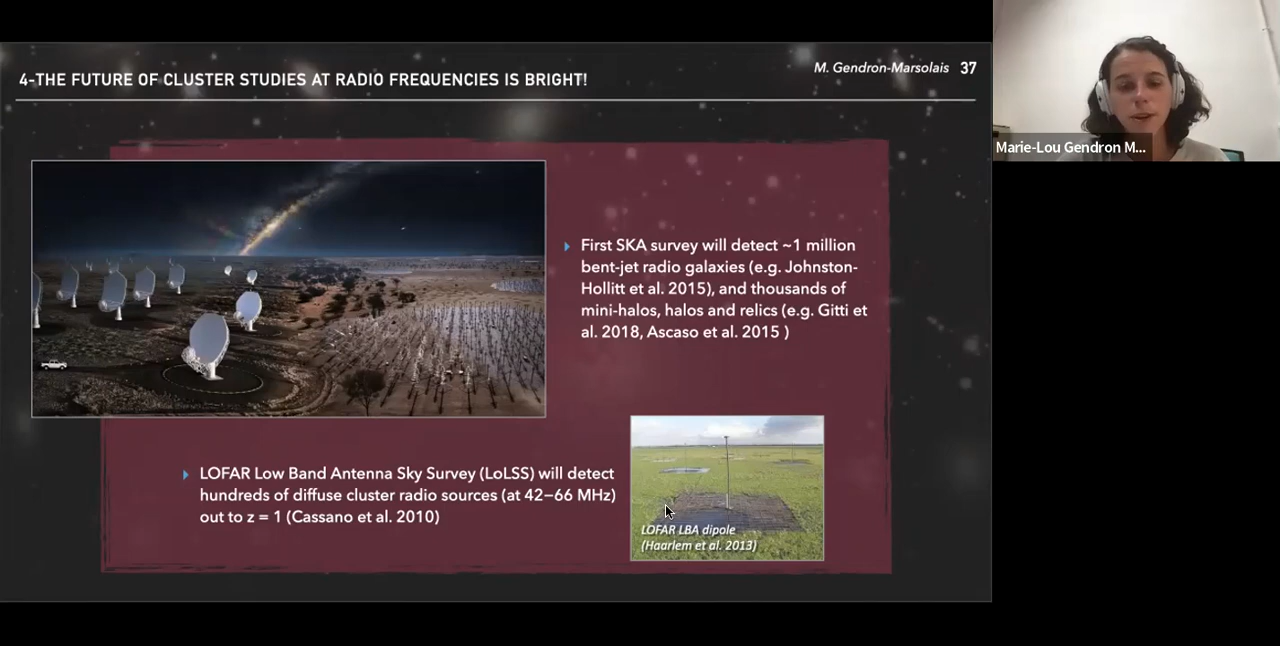 4-THE FUTURE OF CLUSTER STUDIES AT RADIO FREQUENCIES IS BRIGHT!
M. Gendron-Marsolais 37
Marie-Lou Gendron M...
First SKA survey will detect ~1 million
bent-jet radio galaxies (e.g. Johnston-
Hollitt et al. 2015), and thousands of
mini-halos, halos and relics (e.g. Gitti et
al. 2018, Ascaso et al. 2015 )
LOFAR Low Band Antenna Sky Survey (LoLSS) will detect
hundreds of diffuse cluster radio sources (at 42–66 MHz)
out to z = 1 (Cassano et al. 2010)
LOFAR LBA dipole
(Haarlem et al. 2013)